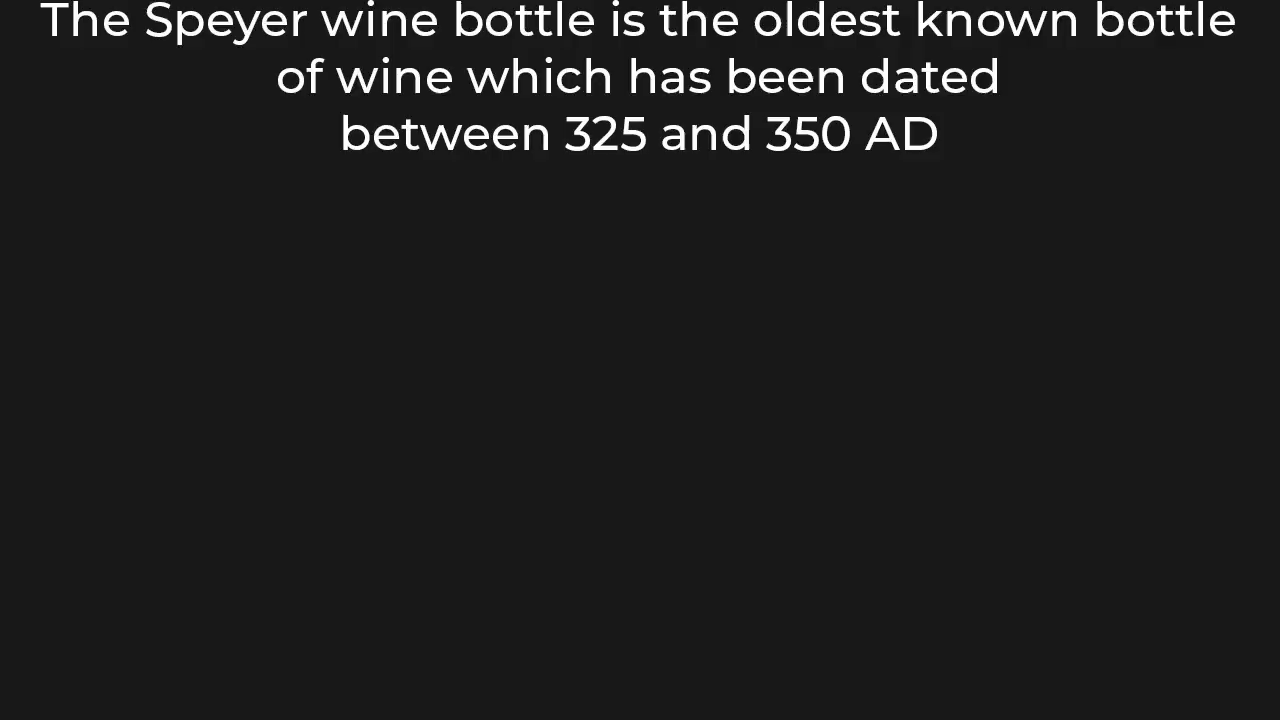 The Speyer wine bottle is the oldest known bottle
of wine which has been dated
between 325 and 350 AD